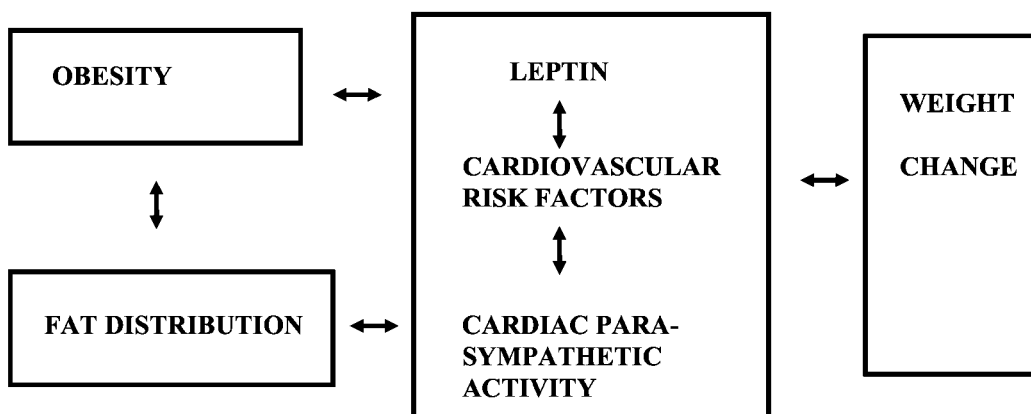 OBESITY
FAT DISTRIBUTION
LEPTIN
CARDIOVASCULAR
RISK FACTORS
CARDIAC PARA-
SYMPATHETIC
ACTIVITY
WEIGHT
CHANGE